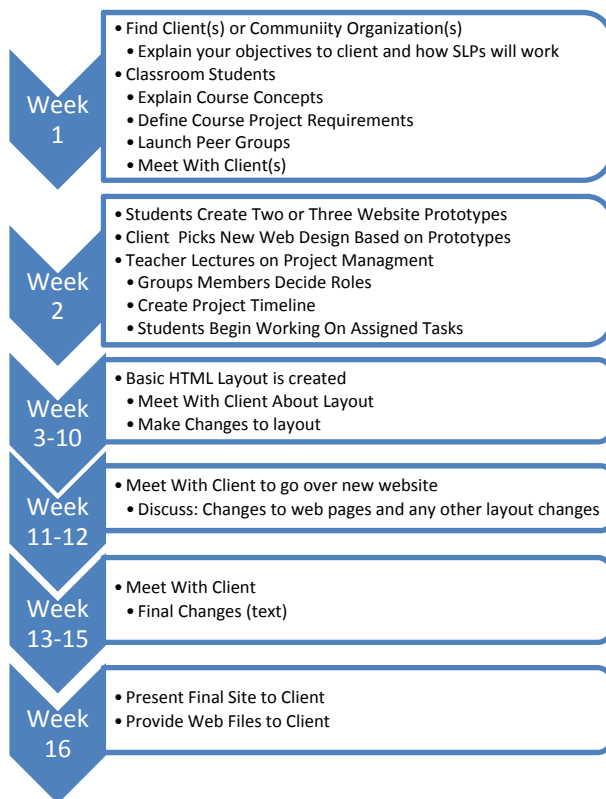 Week
1
• Find Client(s) or Communiity Organization(s)
• Explain your objectives to client and how SLPs will work
• Classroom Students
• Explain Course Concepts
• Define Course Project Requirements
• Launch Peer Groups
• Meet With Client(s)
Week
2
• Students Create Two or Three Website Prototypes
• Client Picks New Web Design Based on Prototypes
• Teacher Lectures on Project Managment
• Groups Members Decide Roles
• Create Project Timeline
• Students Begin Working On Assigned Tasks
Week
3-10
• Basic HTML Layout is created
• Meet With Client About Layout
• Make Changes to layout
Week
11-12
• Meet With Client to go over new website
• Discuss: Changes to web pages and any other layout changes
Week
13-15
• Meet With Client
• Final Changes (text)
Week
16
• Present Final Site to Client
• Provide Web Files to Client